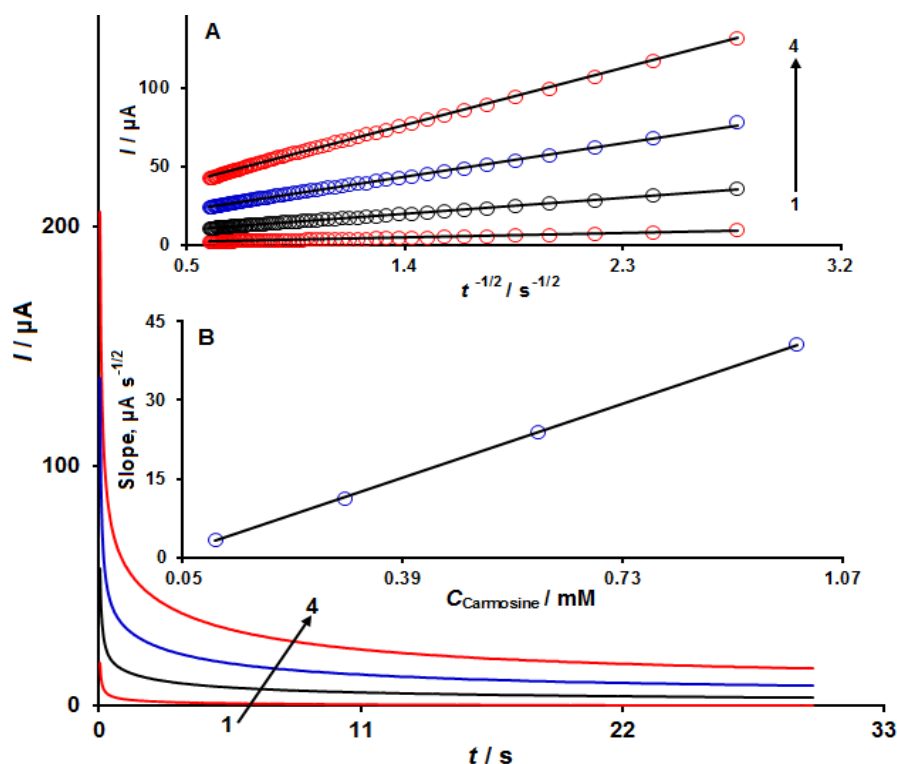 A
4
100
I / µA
50
1
0
0.5 1.4 2.3 3.2
t -1/2 / s-1/2
200
I / µA
45
B
30
Slope, µA s-1/2
15
0
0.05 0.39 0.73 1.07
CCarnosine / mM
100
4
1
0
0 11 22 33
t / s